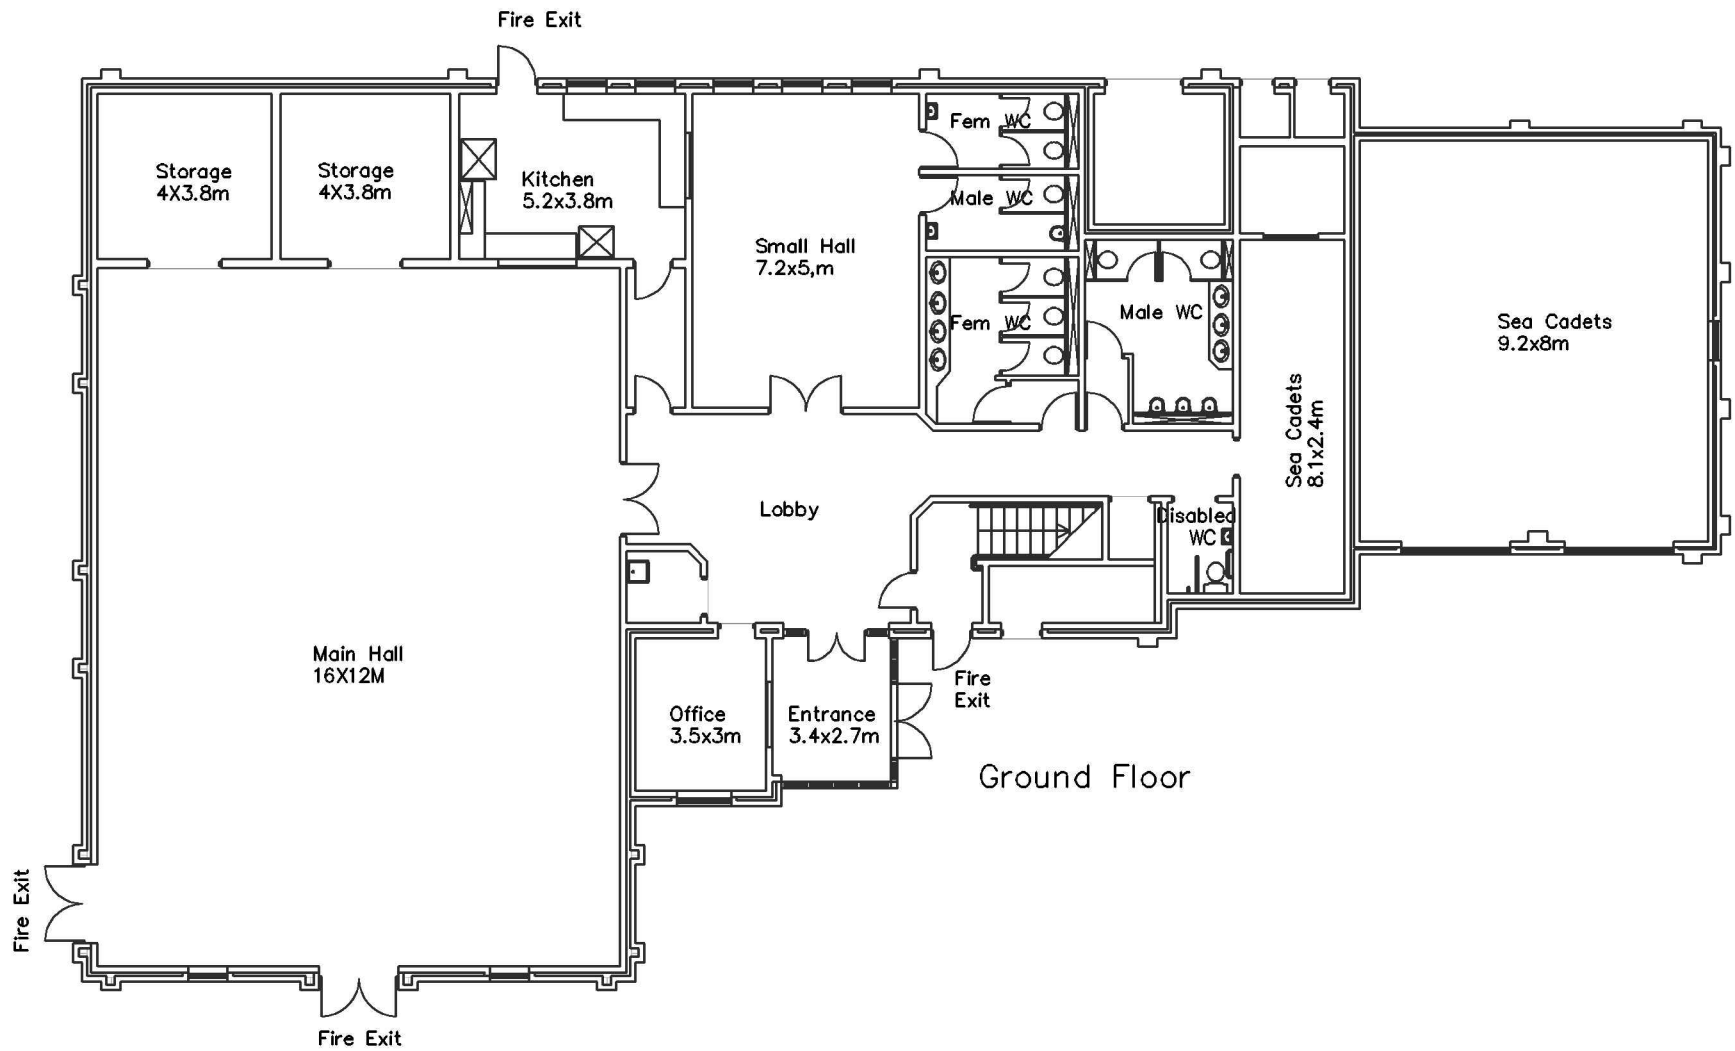 Fire Exit
Storage
4X3.8m
Storage
4X3.8m
Kitchen
5.2x3.8m
Small Hall
7.2x5,m
Fem WC
Male WC
Fem WC
Male WC
Sea Cadets
8.1x2.4m
Sea Cadets
9.2x8m
Lobby
Disabled
WC
Main Hall
16X12M
Office
3.5x3m
Entrance
3.4x2.7m
Fire
Exit
Ground Floor
Fire Exit
Fire Exit